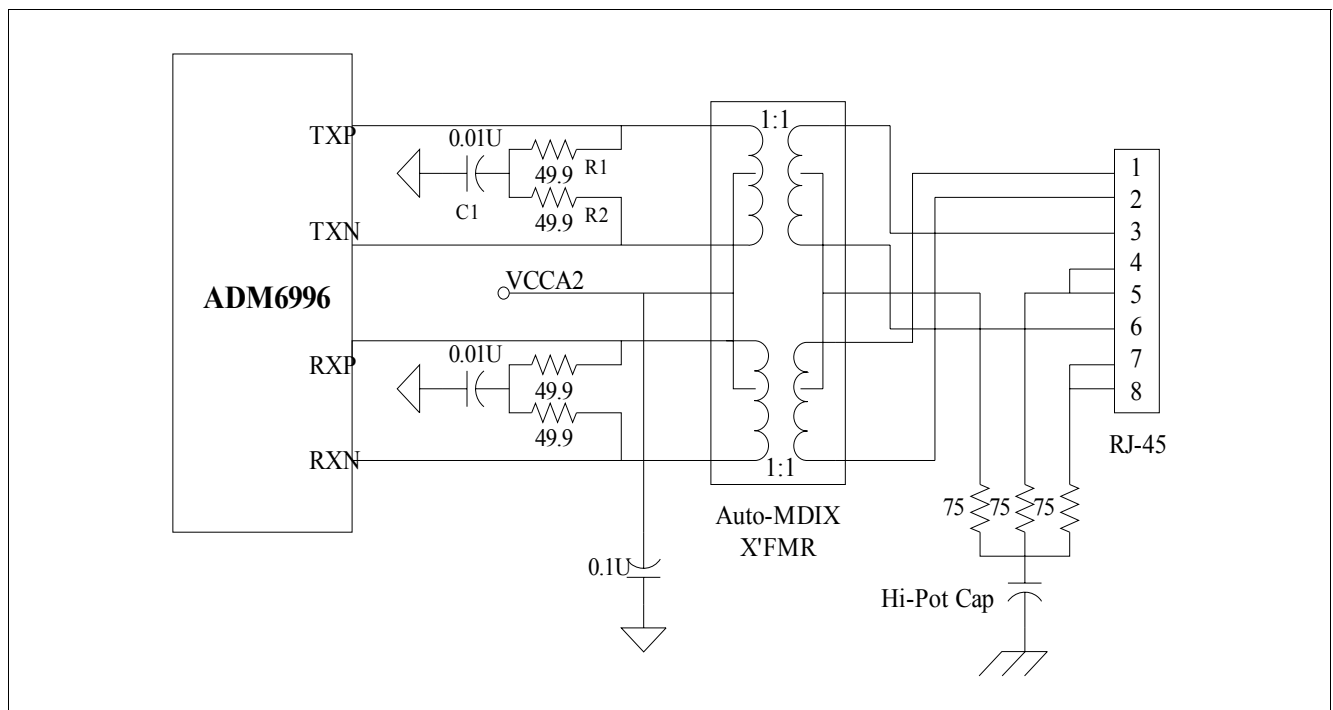 1:1
TXP
0.01U
R1
49.9
C1
49.9
R2
TXN
1
2
3
4
5
6
7
8
RJ-45
VCCA2
ADM6996
RXP
0.01U
49.9
49.9
RXN
1:1
Auto-MDIX
X'FMR
75
75
75
0.1U
Hi-Pot Cap